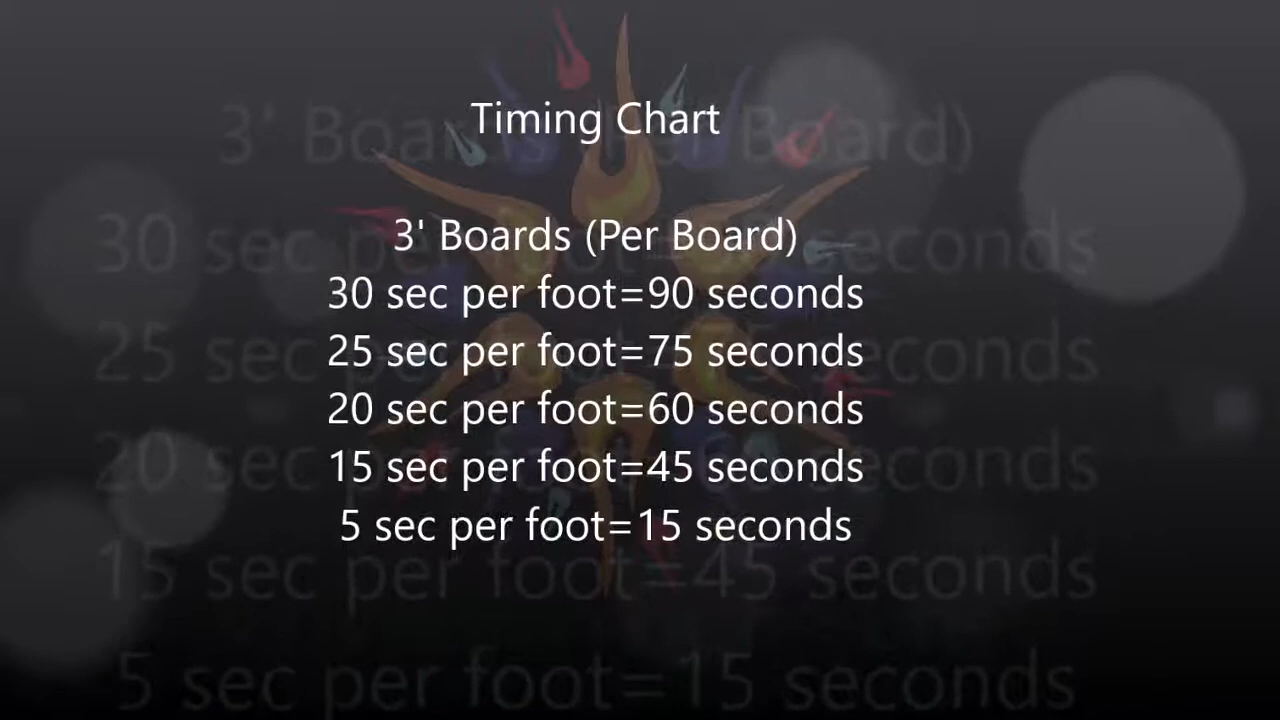 Timing Chart
3' Boards (Per Board)
30 sec per foot=90 seconds
25 sec per foot=75 seconds
20 sec per foot=60 seconds
15 sec per foot=45 seconds
5 sec per foot=15 seconds